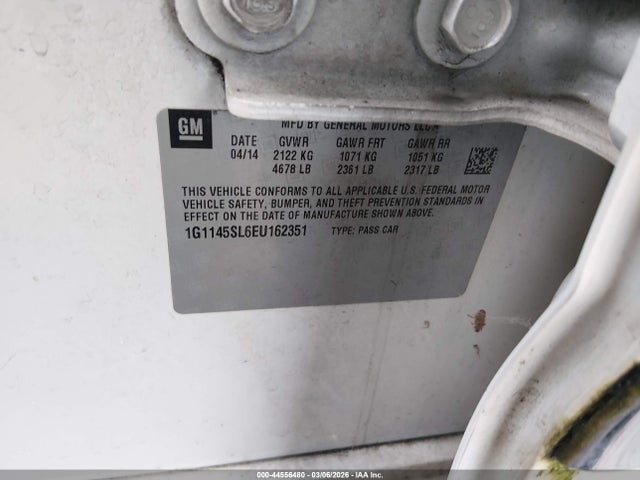 GM
MFD BY GENERAL MOTORS LLC
DATE GVWR GAWR FRT GAWR RR
04/14 2122 KG 1071 KG 1051 KG
4678 LB 2361 LB 2317 LB
THIS VEHICLE CONFORMS TO ALL APPLICABLE U.S. FEDERAL MOTOR
VEHICLE SAFETY, BUMPER, AND THEFT PREVENTION STANDARDS IN
EFFECT ON THE DATE OF MANUFACTURE SHOWN ABOVE.
1G1145SL6EU162351 TYPE: PASS CAR
000-44556480 - 03/06/2026 - IAAI.COM